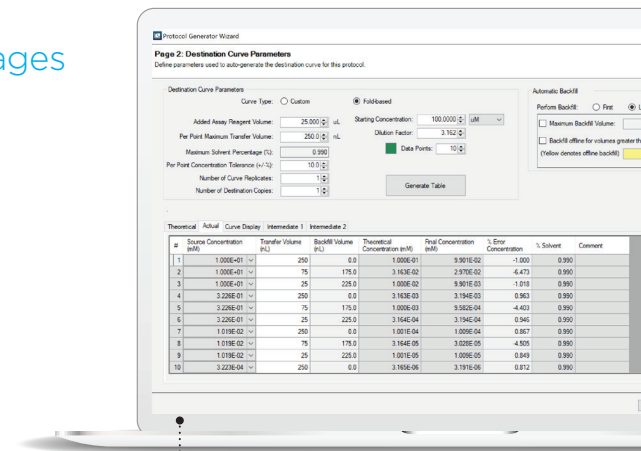 ages
Protocol Generator Wizard
Page 2: Destination Curve Parameters
Define parameters used to auto-generate the destination curve for this protocol.
Destination Curve Parameters
Curve Type: Custom Fold-based
Added Assay Reagent Volume: 25.000 uL Starting Concentration: 100.0000 uM
Per Point Maximum Transfer Volume: 250.0 nL Dilution Factor: 3.162
Maximum Solvent Percentage (%): 0.990 Data Points: 10
Per Point Concentration Tolerance (+/-%): 10.0
Number of Curve Replicates: 1
Number of Destination Copies: 1
Generate Table
Automatic Backfill
Perform Backfill: First L
Maximum Backfill Volume:
Backfill offline for volumes greater th
(Yellow denotes offline backfill)
Theoretical Actual Curve Display Intermediate 1 Intermediate 2
# Source Concentration (mM) Transfer Volume (nL) Backfill Volume (nL) Theoretical Concentration (mM) Final Concentration (mM) % Error Concentration % Solvent Comment
1 1.000E+01 250 0.0 1.000E-01 9.901E-02 -1.000 0.990
2 1.000E+01 75 175.0 3.163E-02 2.970E-02 -6.473 0.990
3 1.000E+01 25 225.0 1.000E-02 9.901E-03 -1.018 0.990
4 3.226E-01 250 0.0 3.163E-03 3.194E-03 0.963 0.990
5 3.226E-01 75 175.0 1.000E-03 9.582E-04 -4.403 0.990
6 3.226E-01 25 225.0 3.164E-04 3.194E-04 0.946 0.990
7 1.019E-02 250 0.0 1.001E-04 1.009E-04 0.867 0.990
8 1.019E-02 75 175.0 3.164E-05 3.028E-05 -4.505 0.990
9 1.019E-02 25 225.0 1.001E-05 1.009E-05 0.849 0.990
10 3.223E-04 250 0.0 3.165E-06 3.191E-06 0.812 0.990